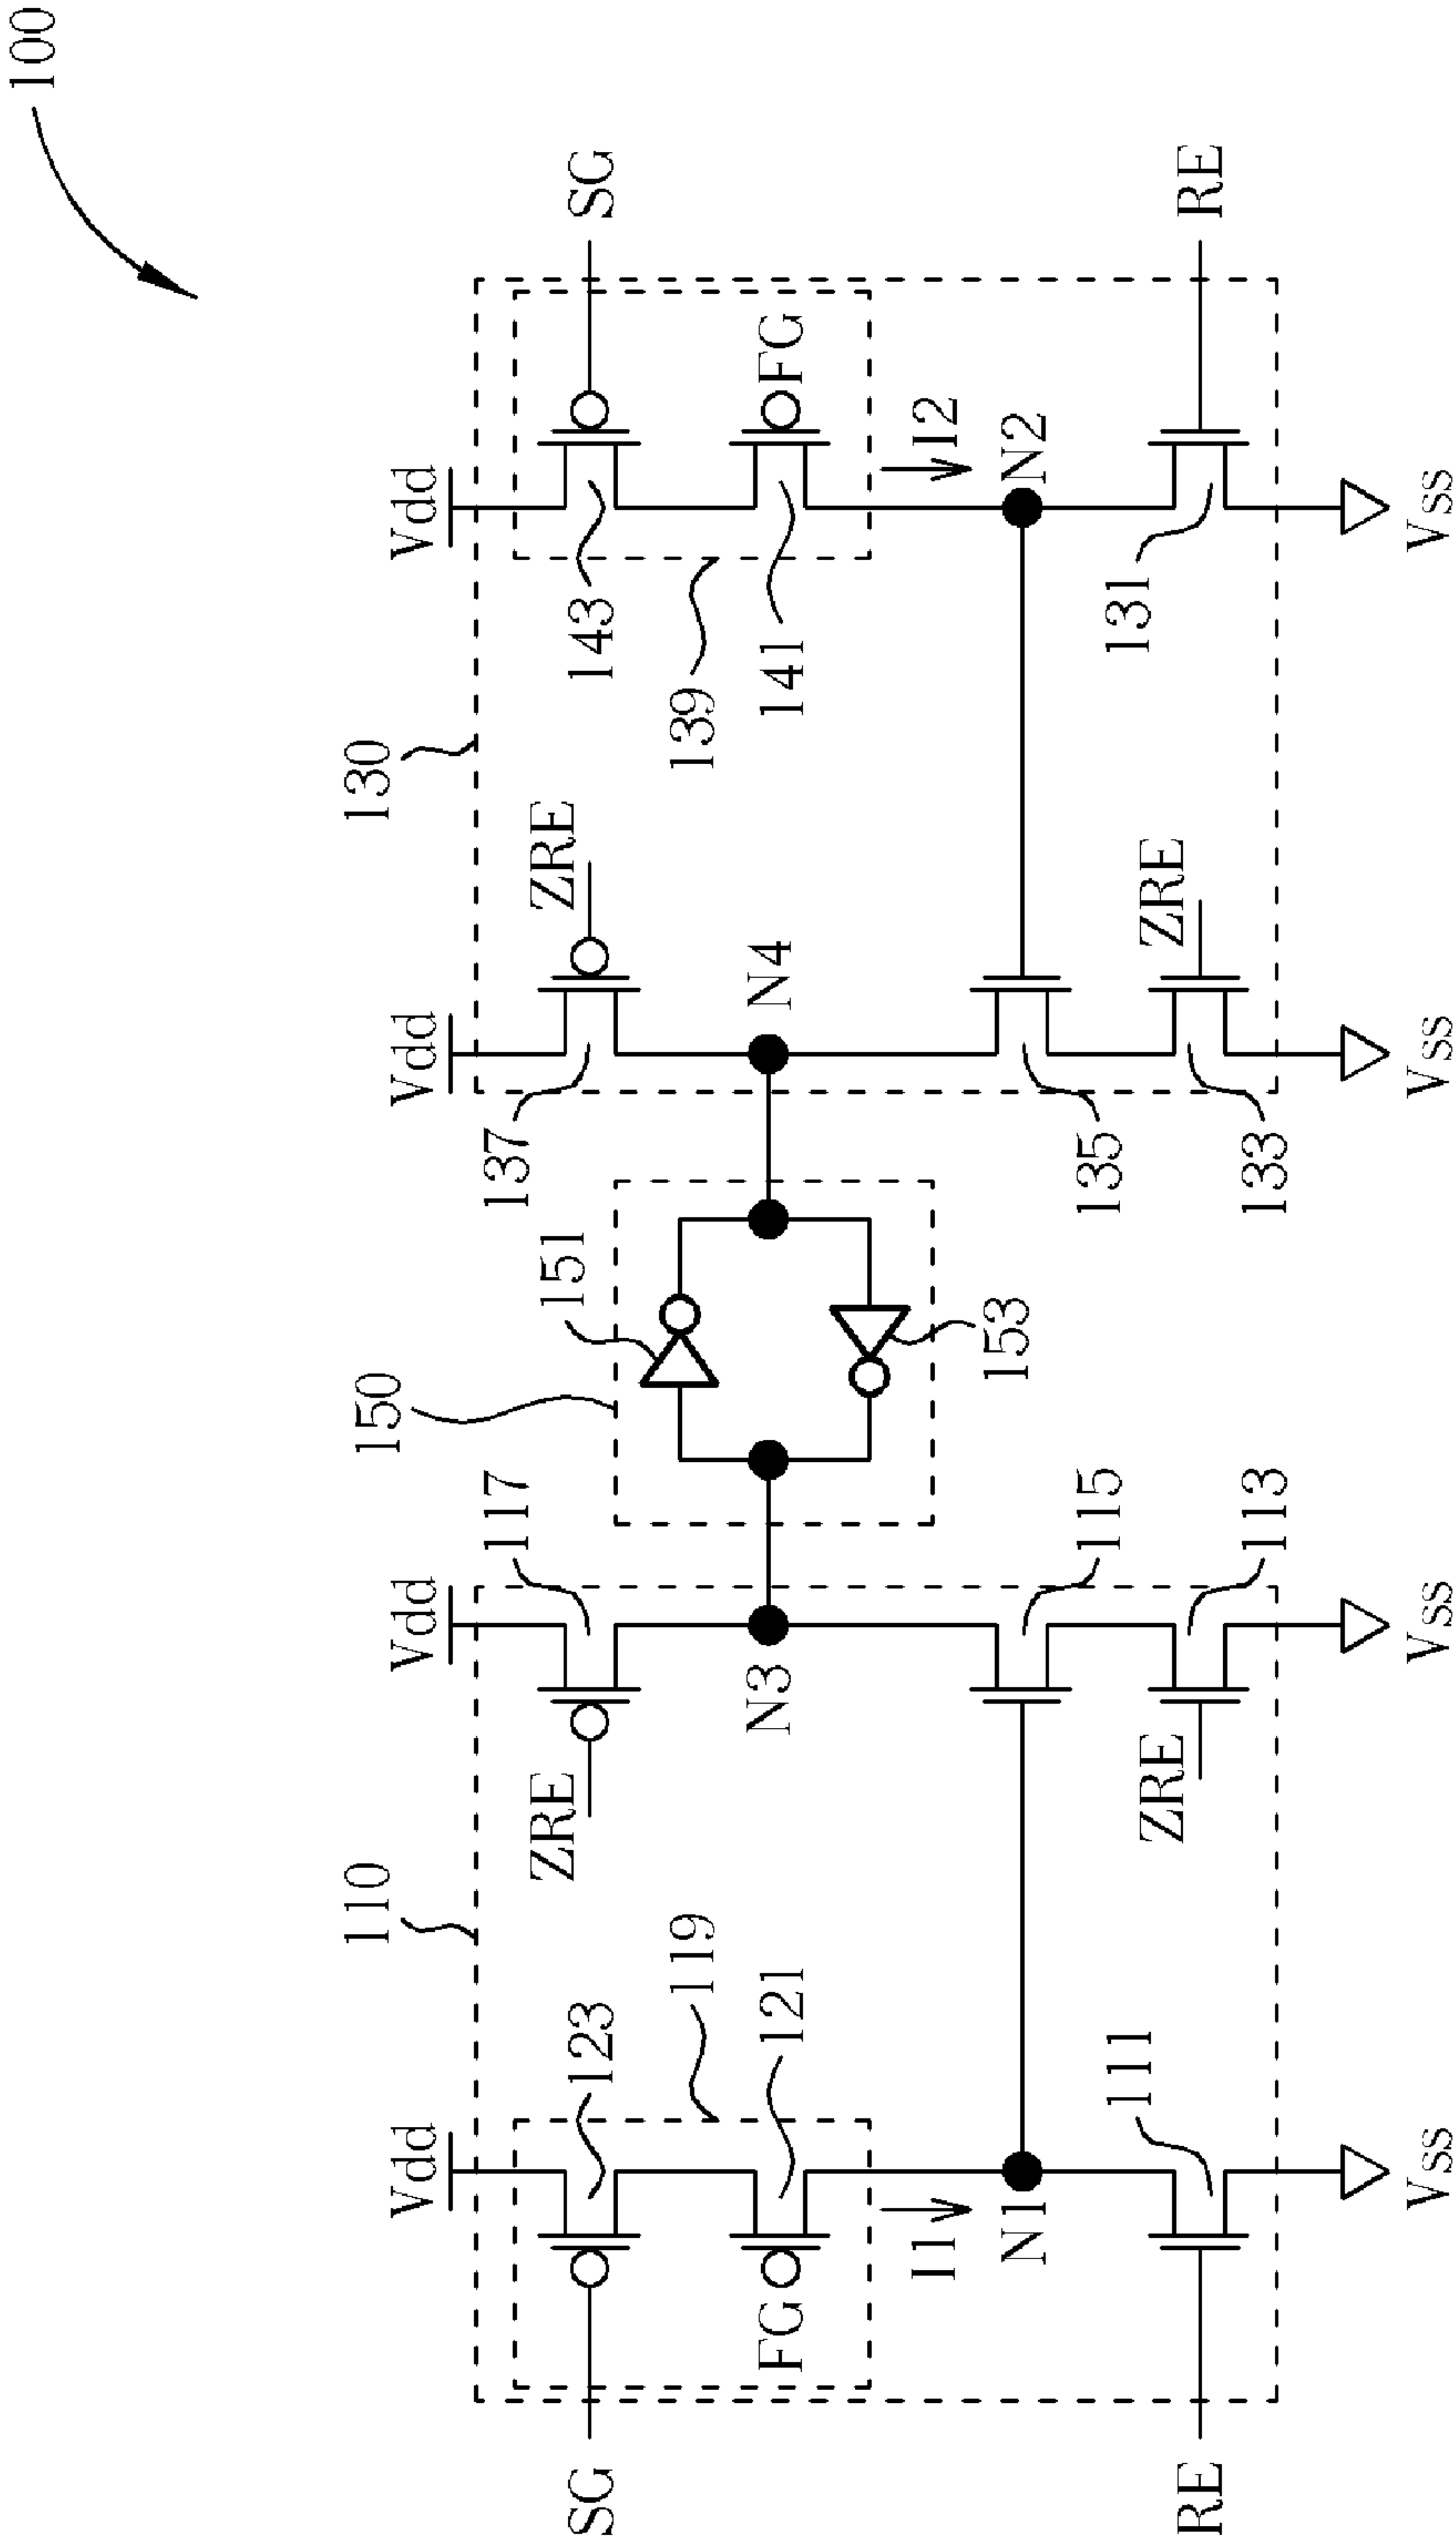 100
110
150
130
Vdd
Vdd
Vdd
Vdd
117
137
ZRE
151
ZRE
SG
123
143
SG
119
139
FG
121
N3
N4
141
FG
I1
I2
153
N1
N2
115
135
111
131
ZRE
ZRE
RE
RE
113
133
Vss
Vss
Vss
Vss